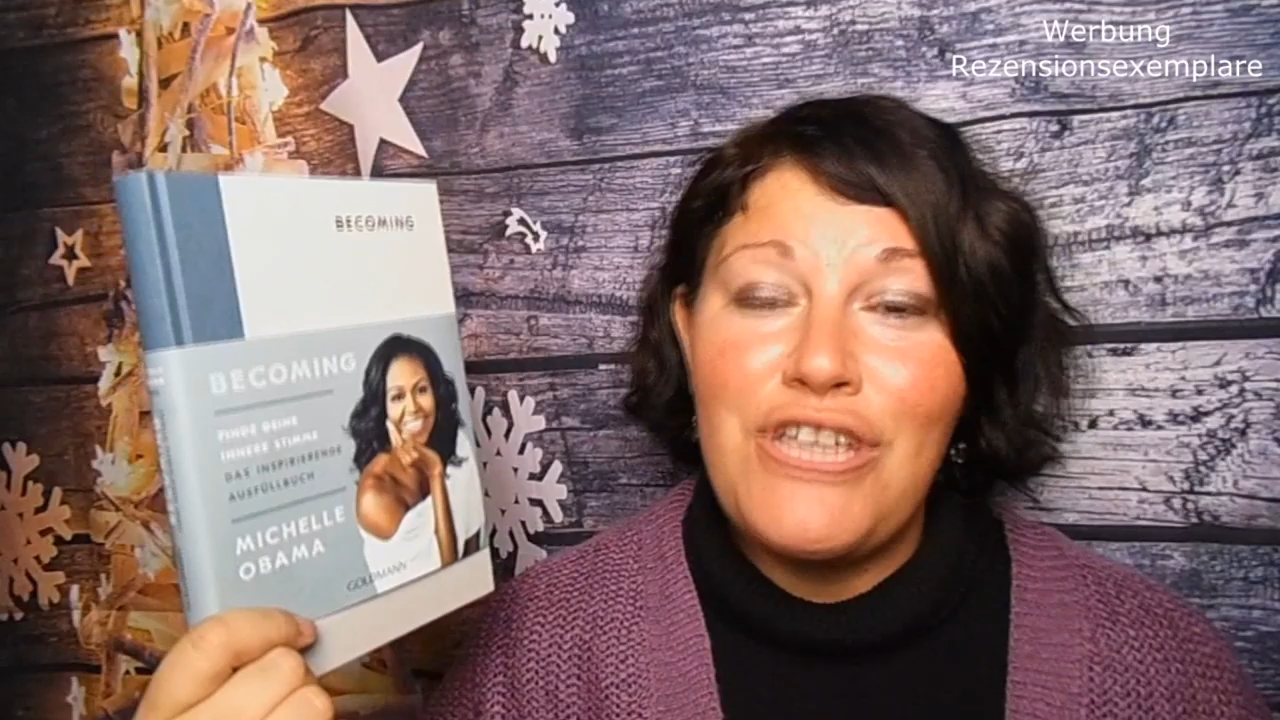 Werbung
Rezensionsexemplare
BECOMING
BECOMING
FINDE DEINE
INNERE STIMME
DAS INSPIRIERENDE
AUSFÜLLBUCH
MICHELLE
OBAMA
GOLDMANN